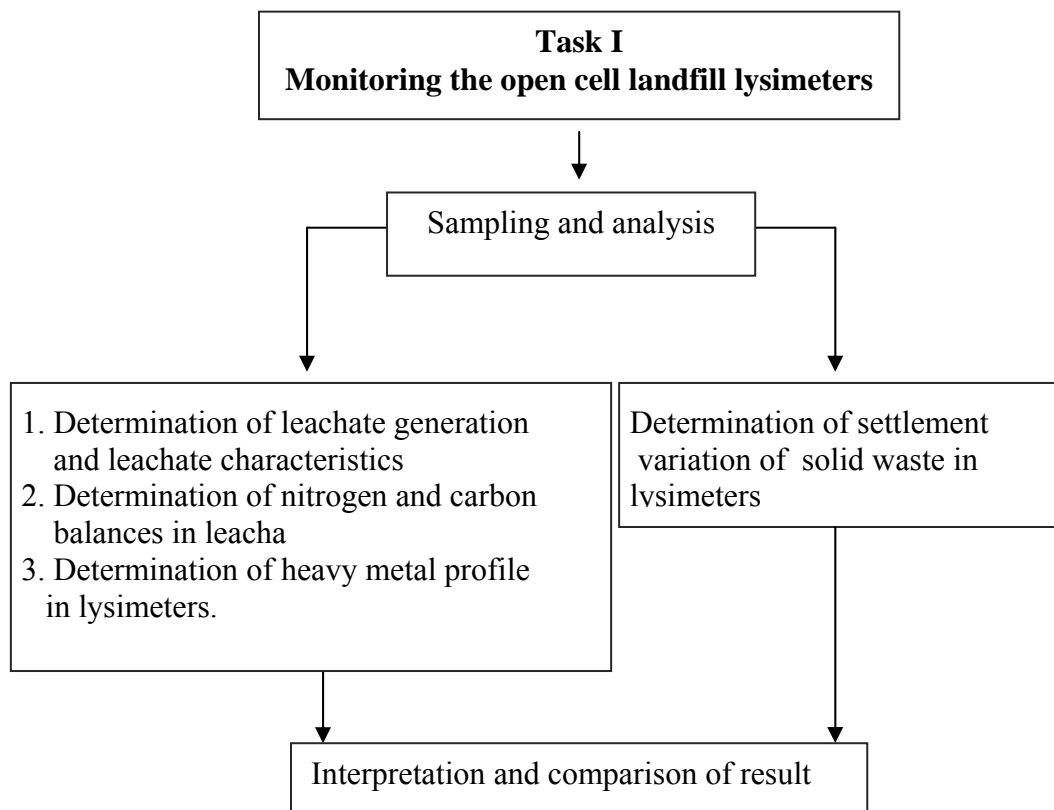 Task I
Monitoring the open cell landfill lysimeters
Sampling and analysis
1. Determination of leachate generation
and leachate characteristics
2. Determination of nitrogen and carbon
balances in leacha
3. Determination of heavy metal profile
in lysimeters.
Determination of settlement
variation of solid waste in
lysimeters
Interpretation and comparison of result